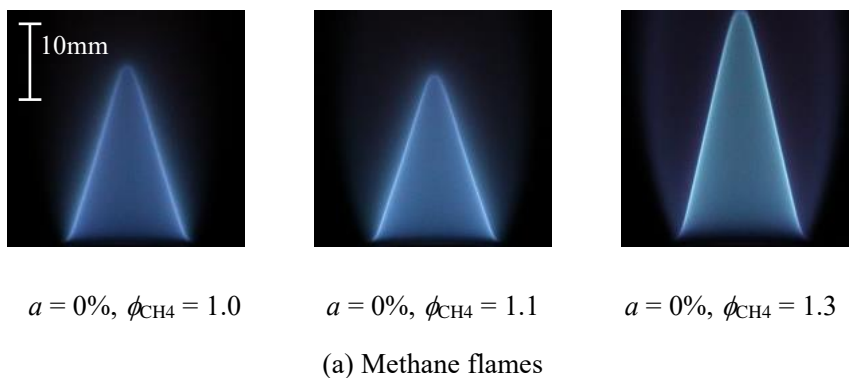 10mm
a = 0%, ϕCH4 = 1.0
a = 0%, ϕCH4 = 1.1
a = 0%, ϕCH4 = 1.3
(a) Methane flames